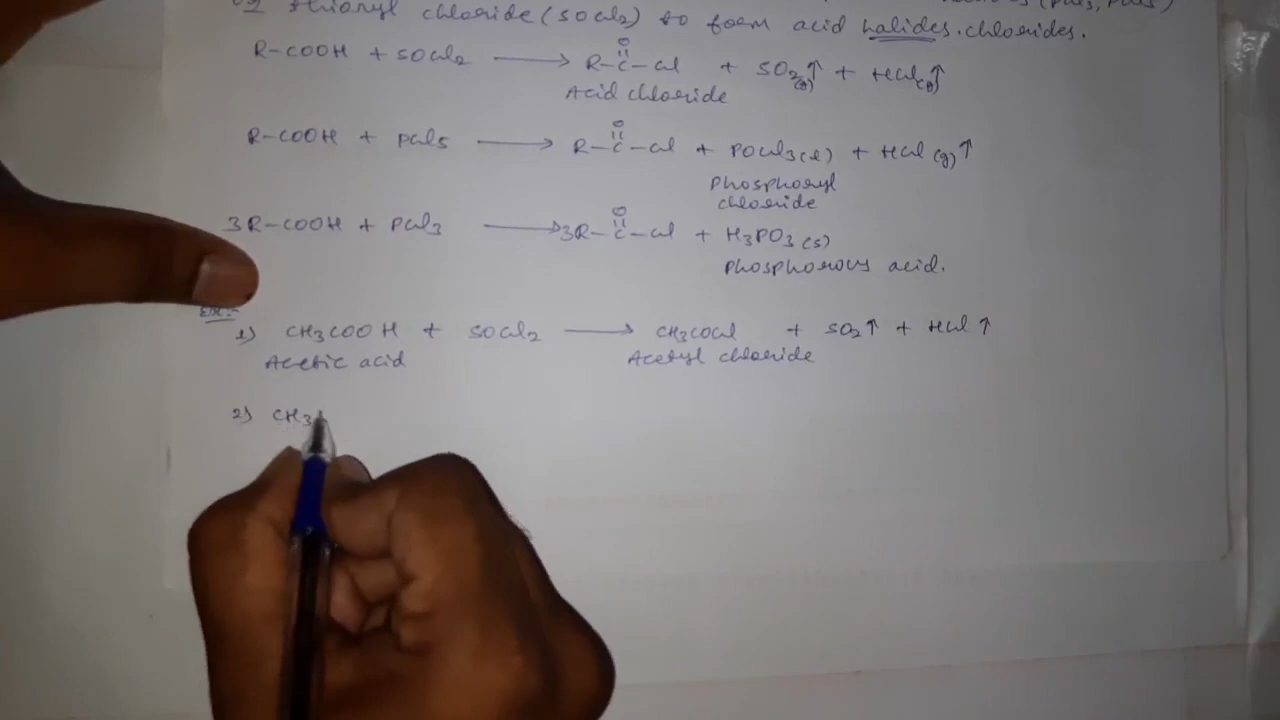 thionyl chloride (SOCl2) to form acid halides. chlorides.
R-COOH + SOCl2 ⟶ R-C-Cl + SO2(g)↑ + HCl(g)↑
O
Acid chloride
R-COOH + PCl5 ⟶ R-C-Cl + POCl3(l) + HCl(g)↑
O
Phosphoryl
chloride
3R-COOH + PCl3 ⟶ 3R-C-Cl + H3PO3(s)
O
Phosphorous acid.
Ex:-
1) CH3COOH + SOCl2 ⟶ CH3COCl + SO2↑ + HCl↑
Acetic acid Acetyl chloride
2) CH3